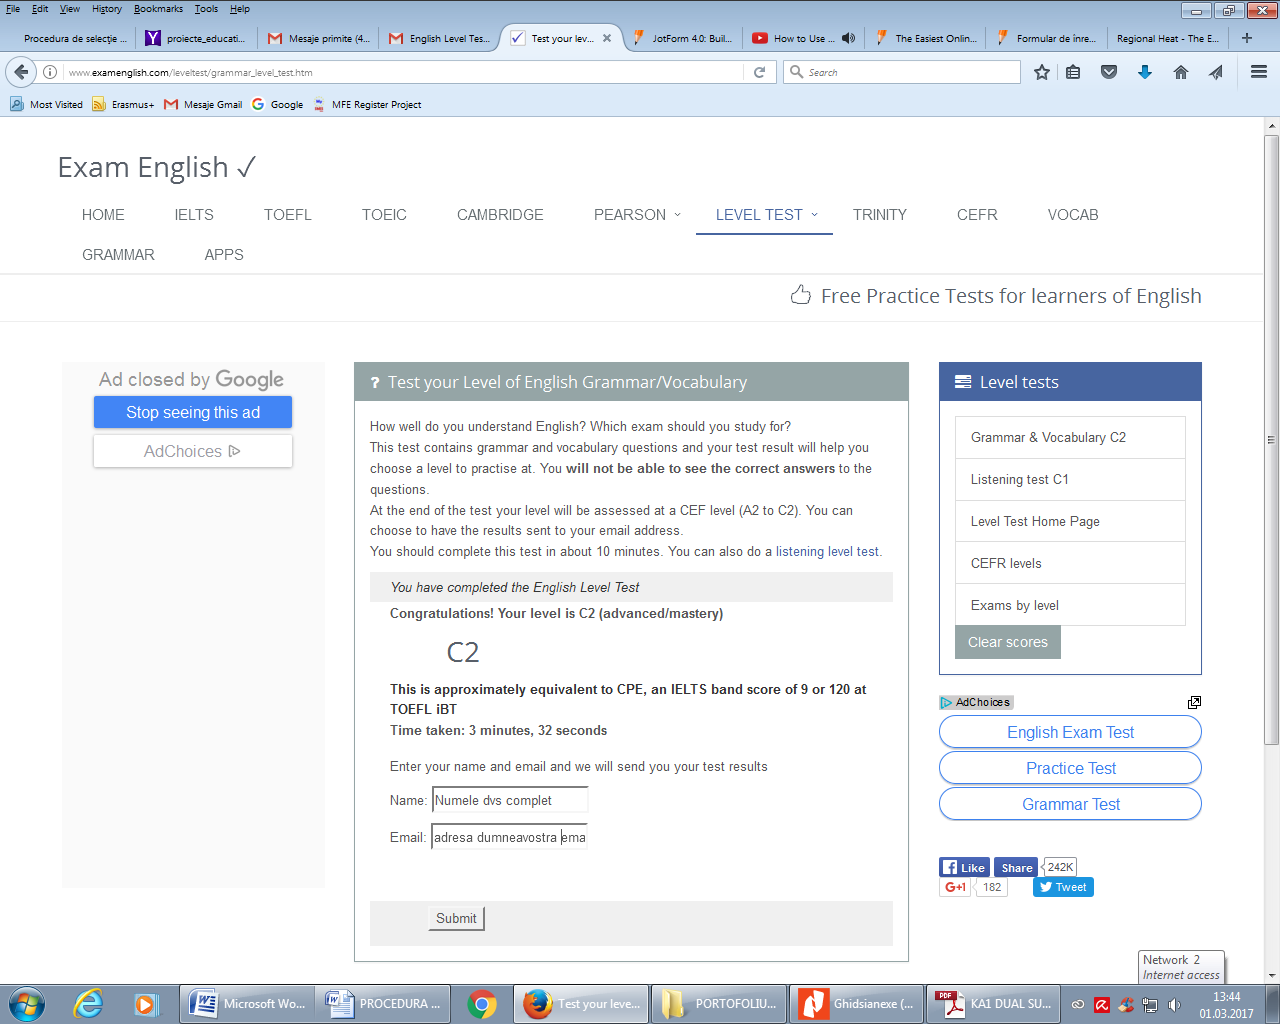 File Edit View History Bookmarks Tools Help
Procedura de selecție ...
proiecte_educati...
Mesaje primite (4...
English Level Tes...
Test your lev...
JotForm 4.0: Buil...
How to Use ...
The Easiest Onlin...
Formular de inre...
Regional Heat - The E...
www.examenglish.com/leveltest/grammar_level_test.htm
Search
Most Visited
Erasmus+
Mesaje Gmail
Google
MFE Register Project
Exam English ✓
HOME IELTS TOEFL TOEIC CAMBRIDGE PEARSON LEVEL TEST TRINITY CEFR VOCAB
GRAMMAR APPS
Free Practice Tests for learners of English
Ad closed by Google
Stop seeing this ad
AdChoices
? Test your Level of English Grammar/Vocabulary
How well do you understand English? Which exam should you study for?
This test contains grammar and vocabulary questions and your test result will help you
choose a level to practise at. You will not be able to see the correct answers to the
questions.
At the end of the test your level will be assessed at a CEF level (A2 to C2). You can
choose to have the results sent to your email address.
You should complete this test in about 10 minutes. You can also do a listening level test.
You have completed the English Level Test
Congratulations! Your level is C2 (advanced/mastery)
C2
This is approximately equivalent to CPE, an IELTS band score of 9 or 120 at
TOEFL iBT
Time taken: 3 minutes, 32 seconds
Enter your name and email and we will send you your test results
Name: Numele dvs complet
Email: adresa dumneavostra ema
Submit
Level tests
Grammar & Vocabulary C2
Listening test C1
Level Test Home Page
CEFR levels
Exams by level
Clear scores
AdChoices
English Exam Test
Practice Test
Grammar Test
Like Share 242K
G+1 182 Tweet
Network 2
Internet access
Microsoft Wo...
PROCEDURA ...
Test your leve...
PORTOFOLIU...
Ghidsianexe (...
PDF
KA1 DUAL SU...
13:44
01.03.2017